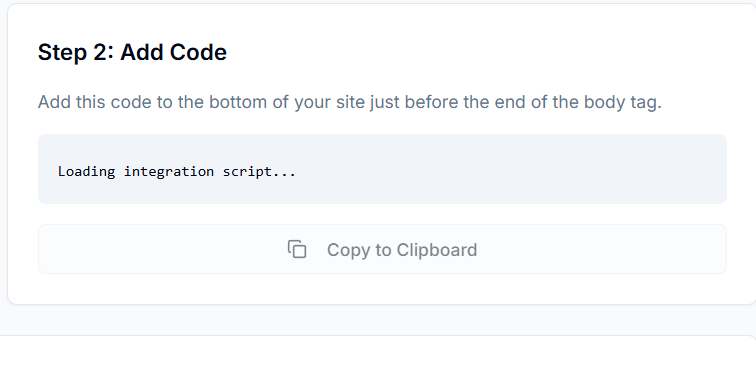 Step 2: Add Code
Add this code to the bottom of your site just before the end of the body tag.
Loading integration script...
Copy to Clipboard